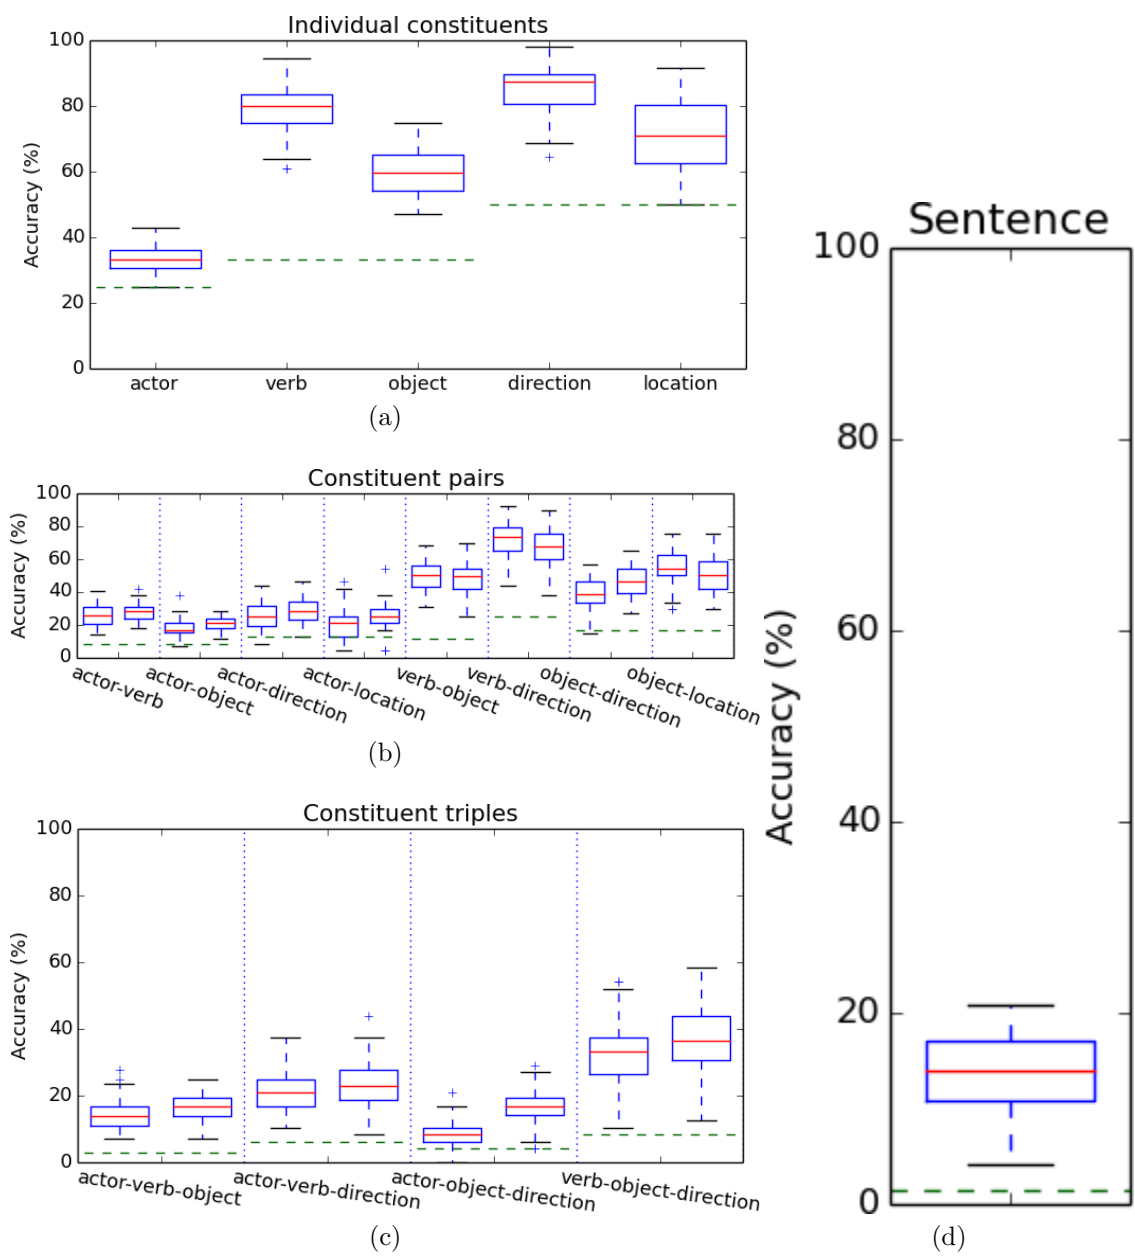 Individual constituents
Accuracy (%)
100
80
60
40
20
0
actor verb object direction location
(a)
Constituent pairs
Accuracy (%)
100
80
60
40
20
0
actor-verb actor-object actor-direction actor-location verb-object verb-direction object-direction object-location
(b)
Constituent triples
Accuracy (%)
100
80
60
40
20
0
actor-verb-object actor-verb-direction actor-object-direction verb-object-direction
(c)
Sentence
Accuracy (%)
100
80
60
40
20
0
(d)